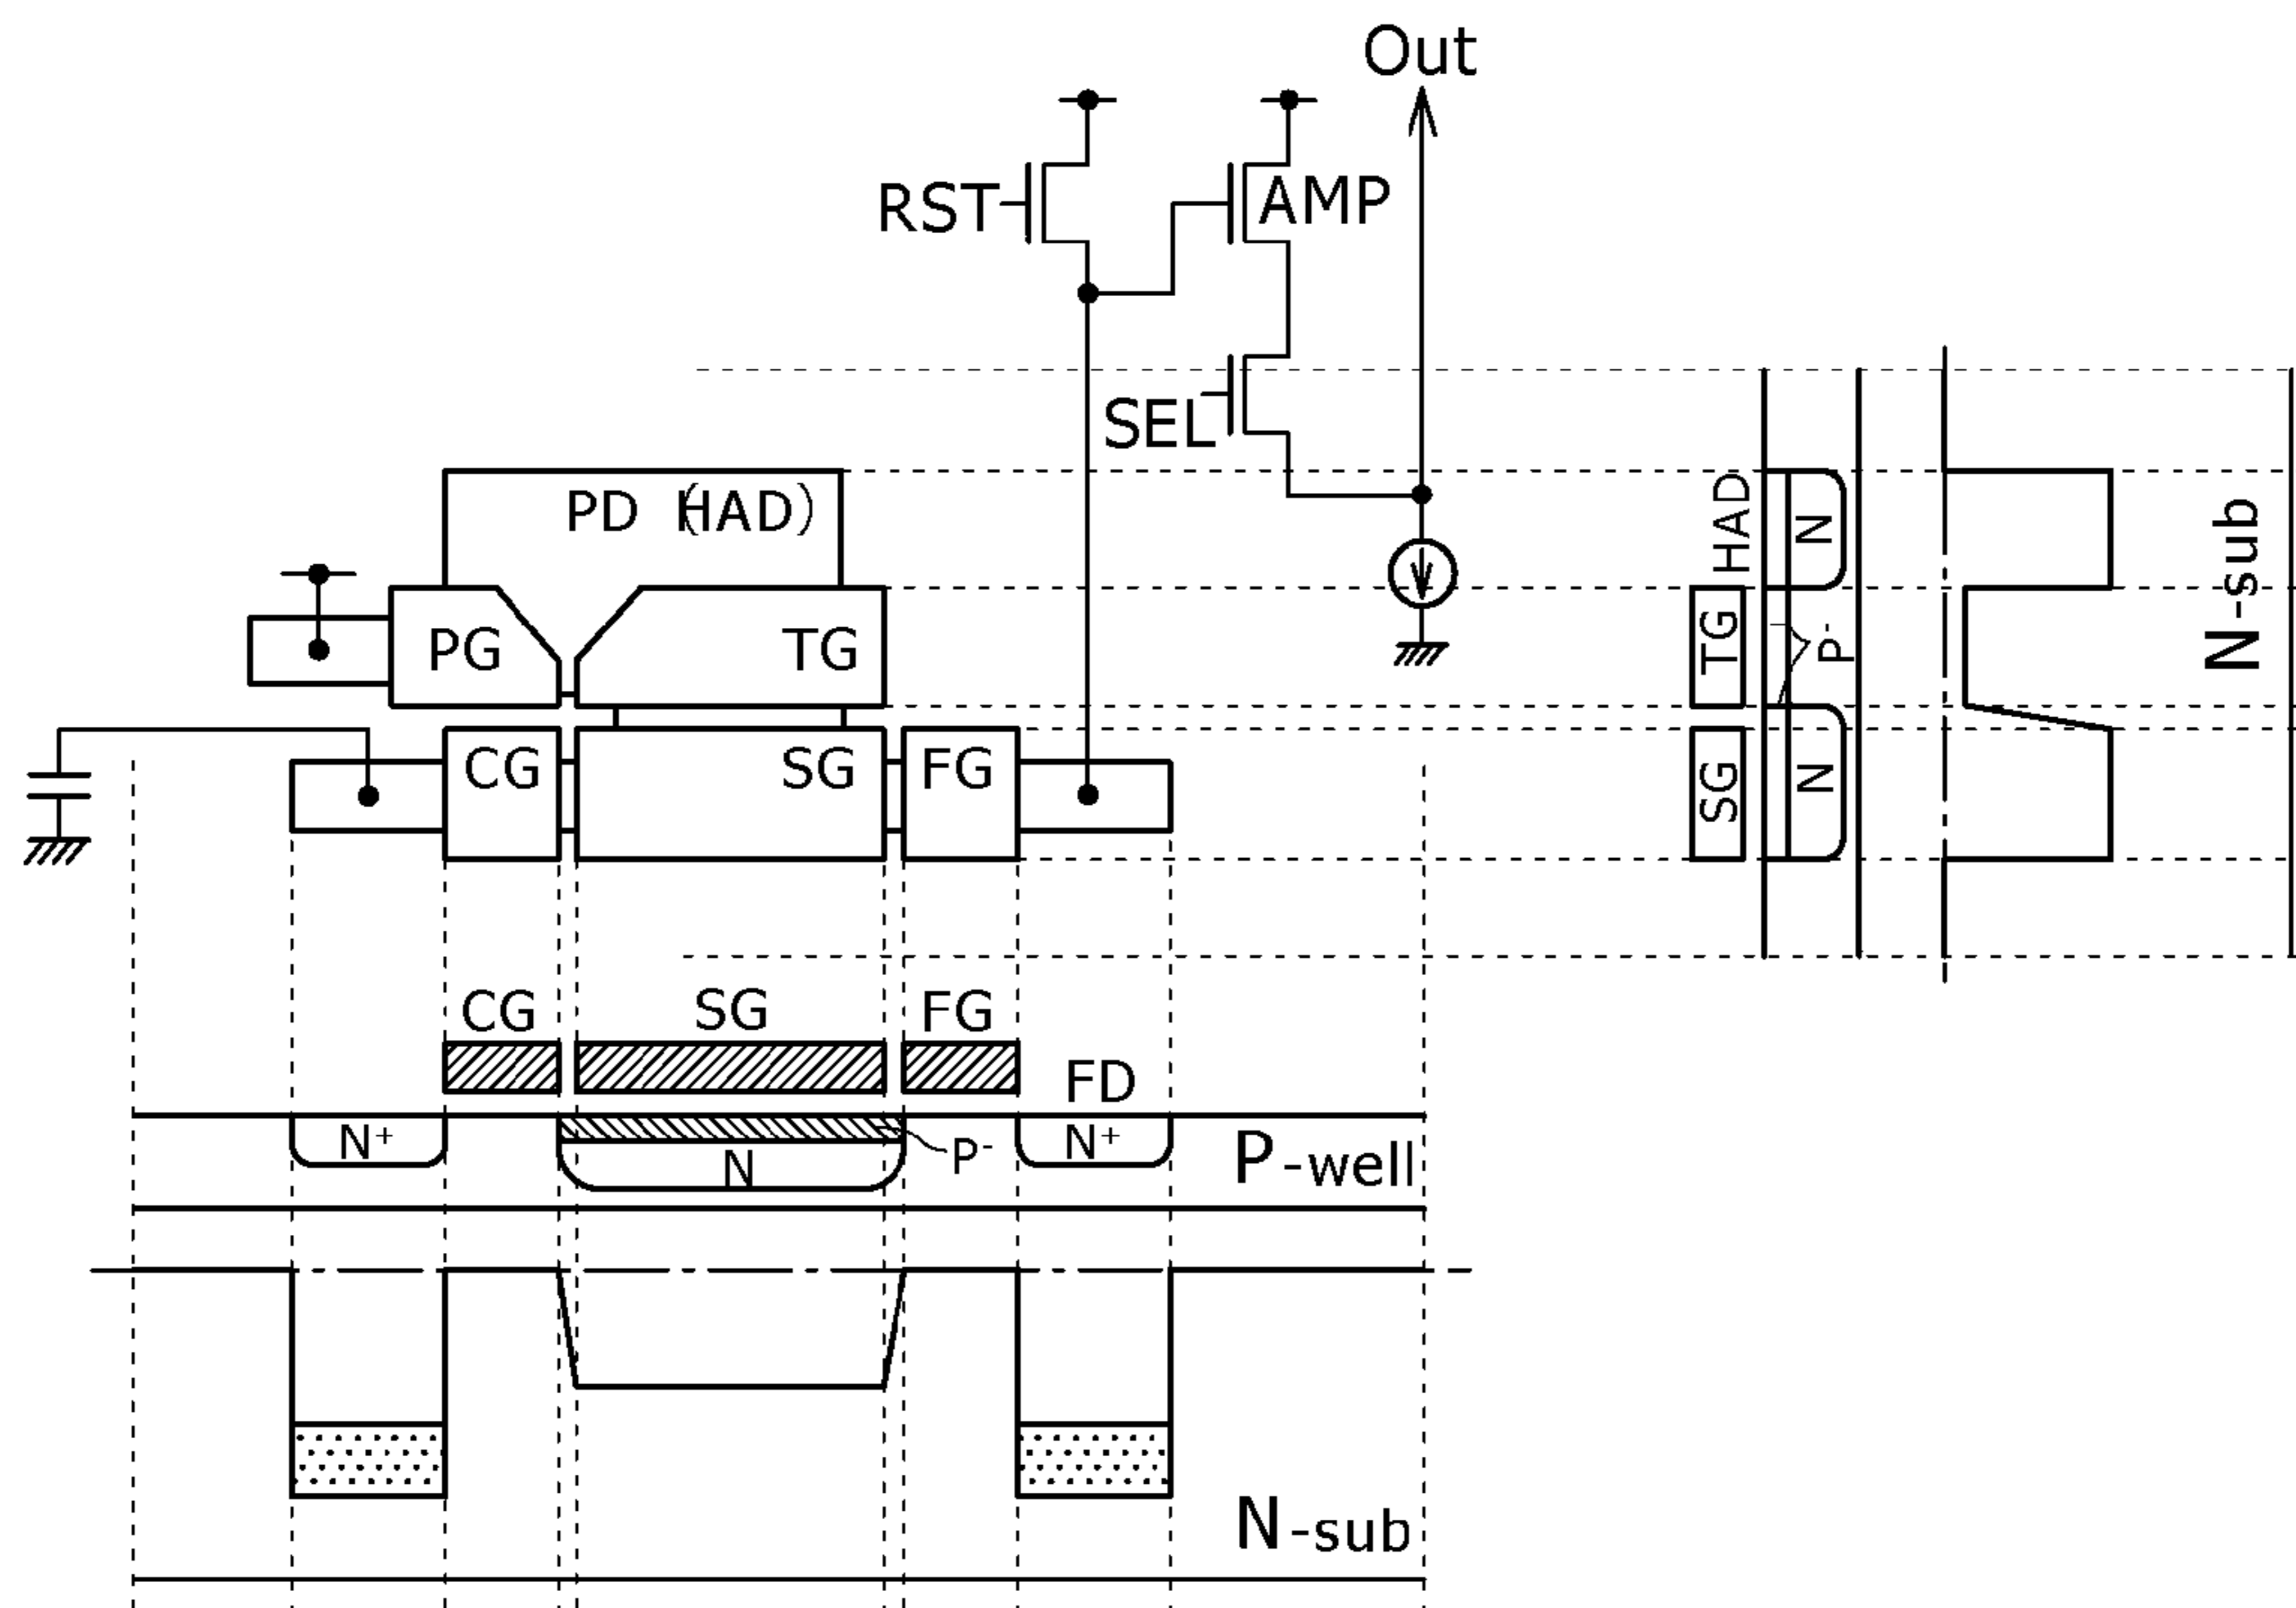 Out
RST
AMP
SEL
PD (HAD)
PG
TG
CG
SG
FG
HAD
N
TG
P-
SG
N
N-sub
CG
SG
FG
FD
N+
P-
N+
N
P-well
N-sub